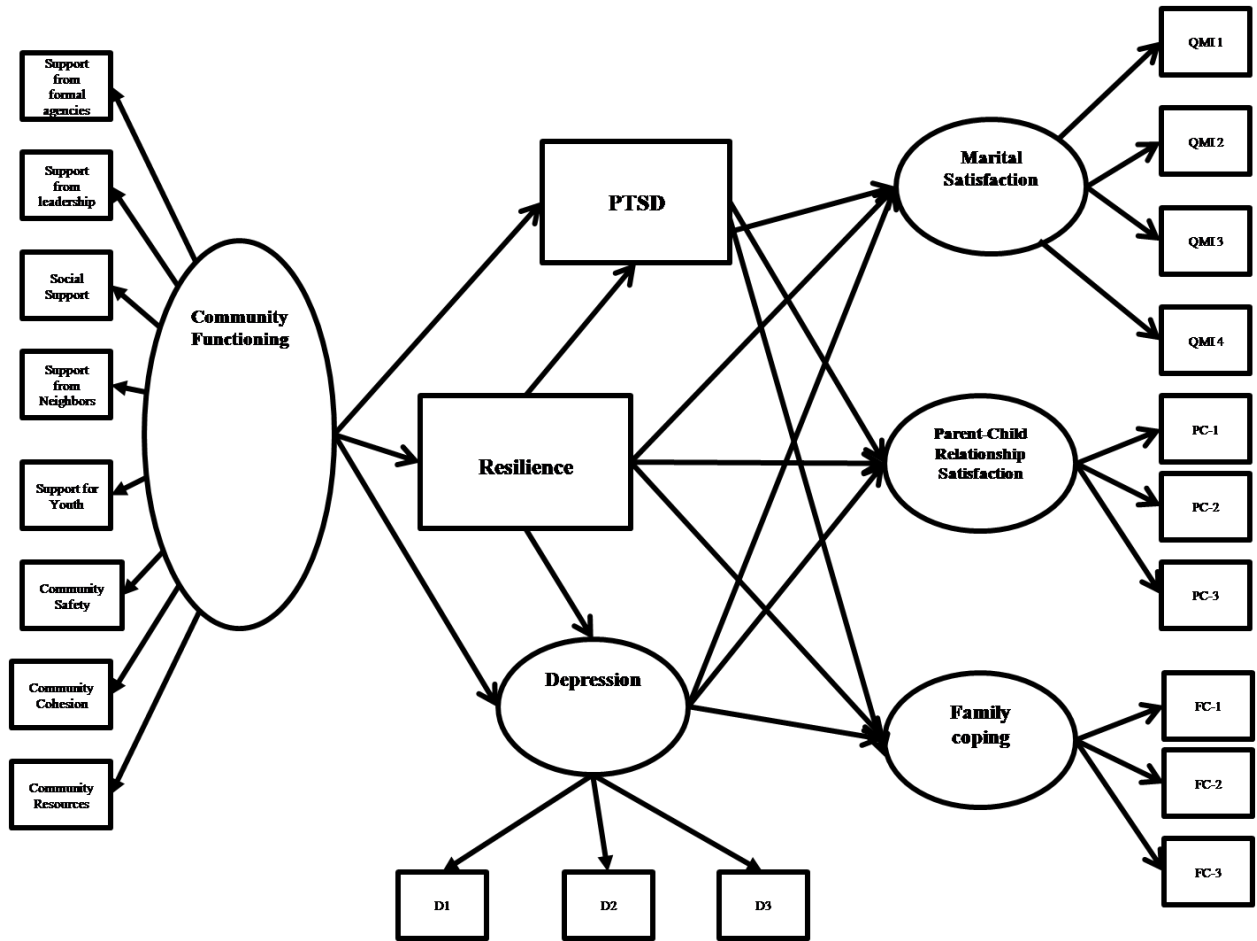 Support
from
formal
agencies
Support
from
leadership
Social
Support
Support
from
Neighbors
Support for
Youth
Community
Safety
Community
Cohesion
Community
Resources
Community
Functioning
PTSD
Resilience
Depression
D1
D2
D3
Marital
Satisfaction
Parent-Child
Relationship
Satisfaction
Family
coping
QMI 1
QMI 2
QMI 3
QMI 4
PC-1
PC-2
PC-3
FC-1
FC-2
FC-3